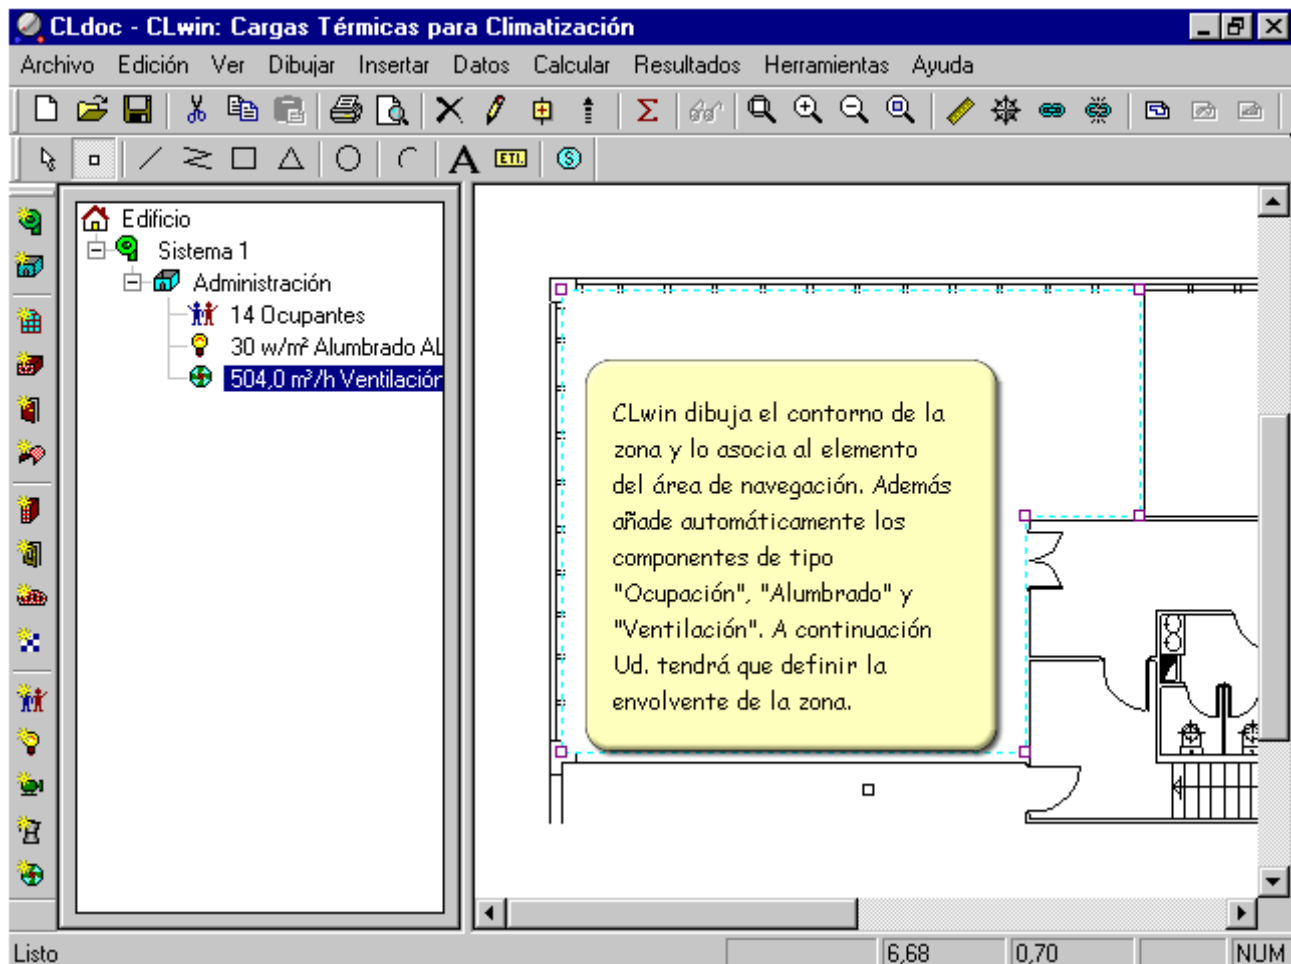 CLdoc - CLwin: Cargas Térmicas para Climatización
Archivo Edición Ver Dibujar Insertar Datos Calcular Resultados Herramientas Ayuda
A ETI. S
Edificio
Sistema 1
Administración
14 Ocupantes
30 w/m² Alumbrado AL
504,0 m³/h Ventilación
CLwin dibuja el contorno de la
zona y lo asocia al elemento
del área de navegación. Además
añade automáticamente los
componentes de tipo
"Ocupación", "Alumbrado" y
"Ventilación". A continuación
Ud. tendrá que definir la
envolvente de la zona.
Listo 6,68 0,70 NUM